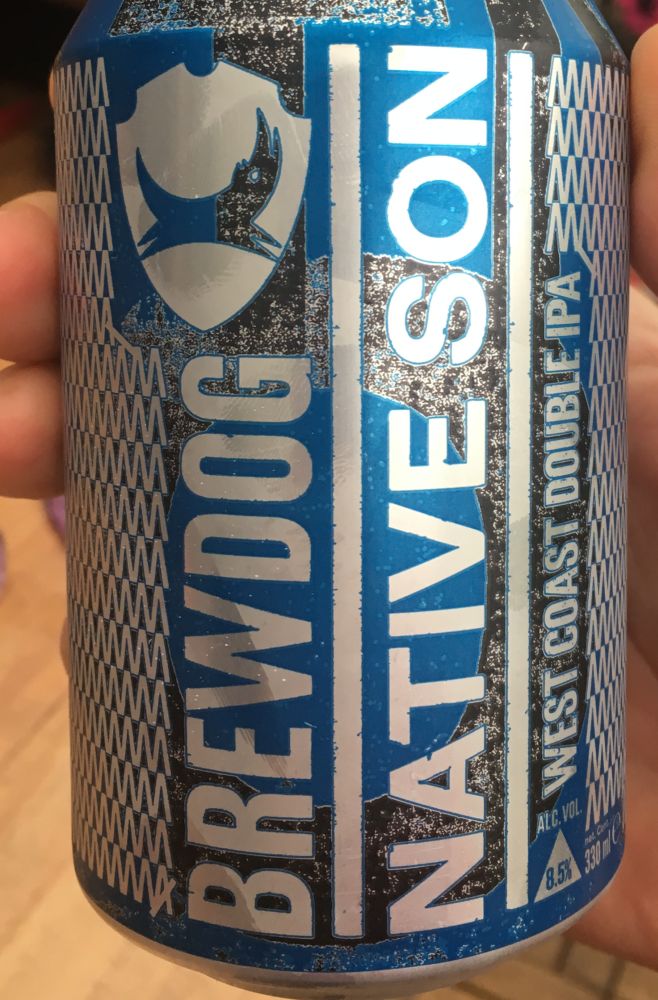 BREWDOG
NATIVE SON
WEST COAST DOUBLE IPA
ALC. VOL.
8.5%
330 ml